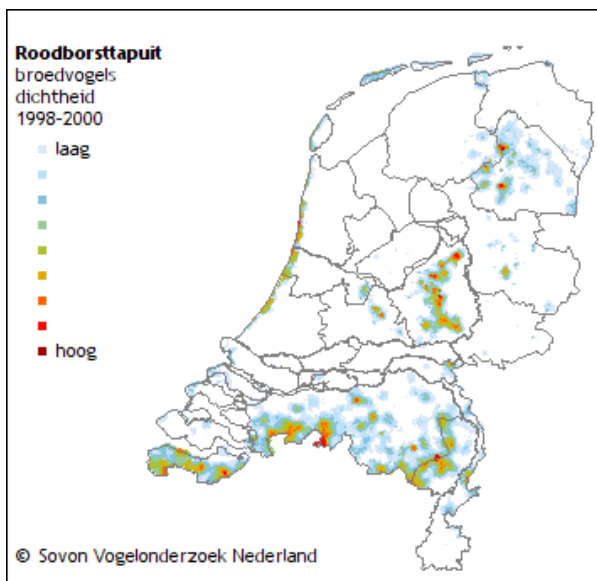 Roodborsttapuit
broedvogels
dichtheid
1998-2000
laag
hoog
© Sovon Vogelonderzoek Nederland